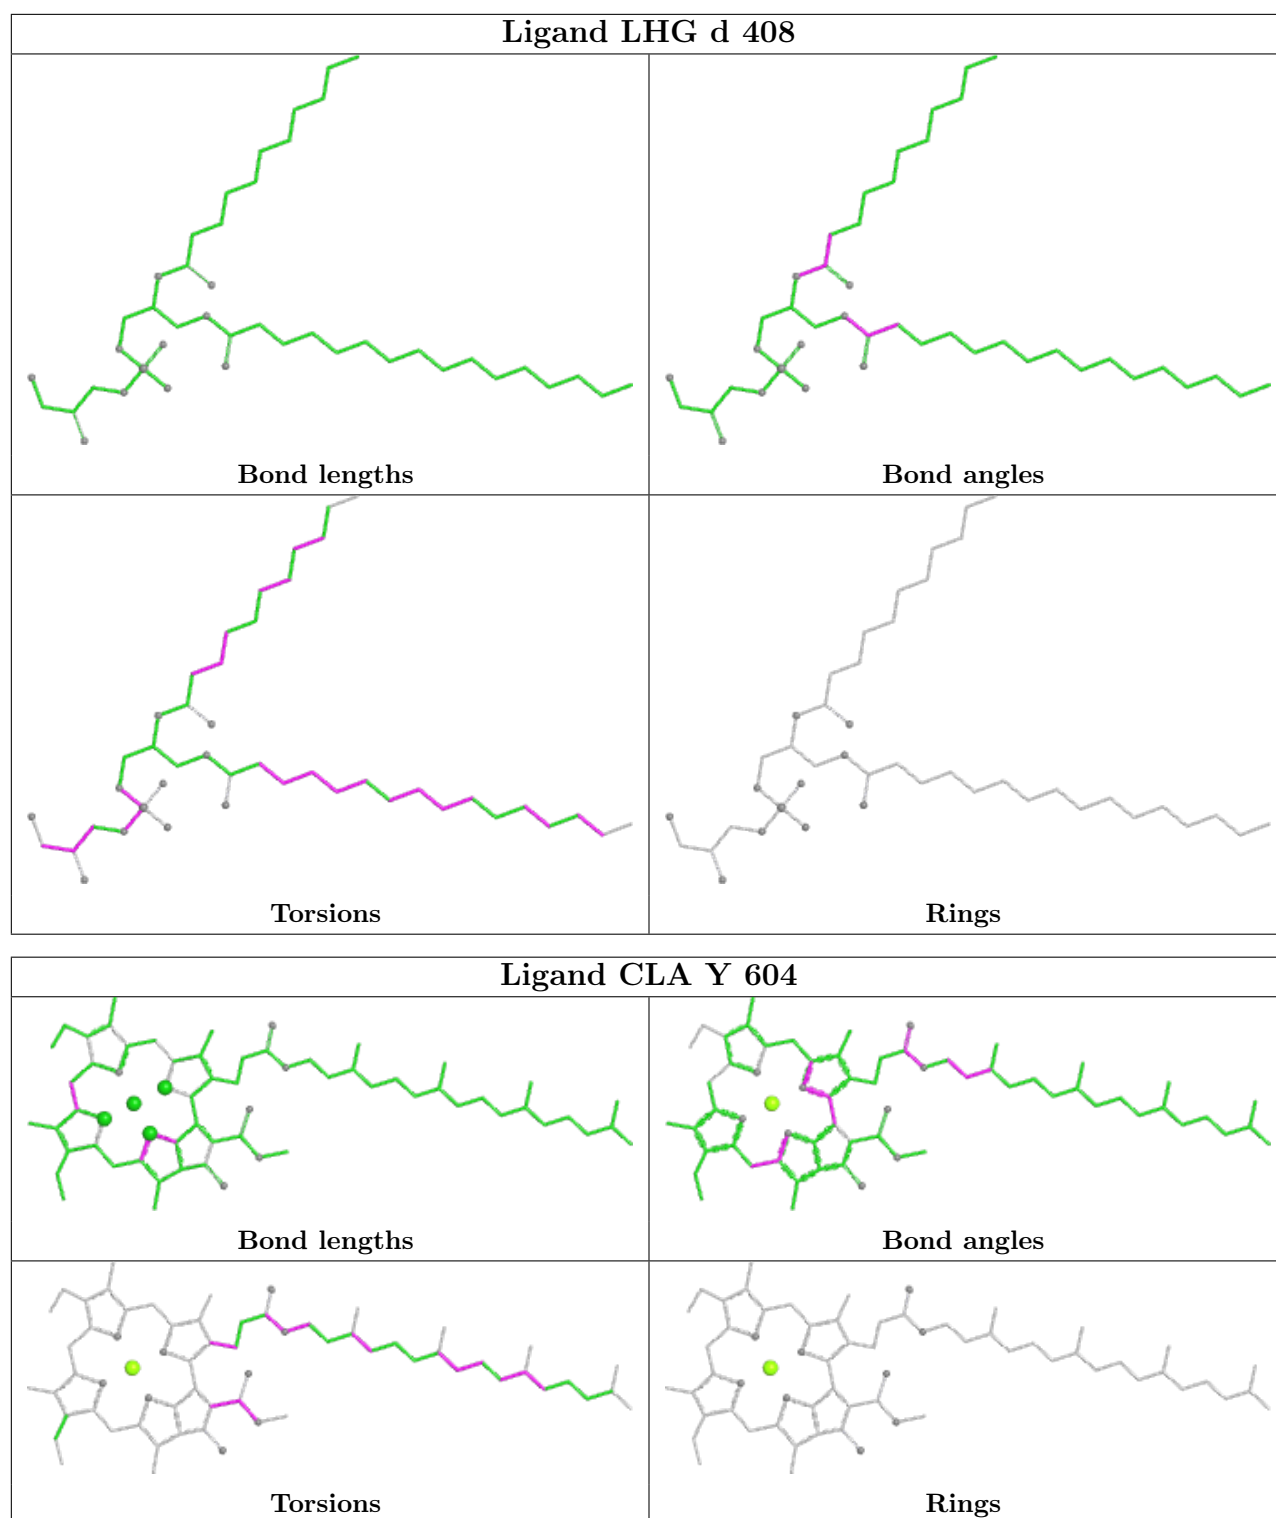 Ligand LHG d 408
Bond lengths
Bond angles
Torsions
Rings
Ligand CLA Y 604
Bond lengths
Bond angles
Torsions
Rings